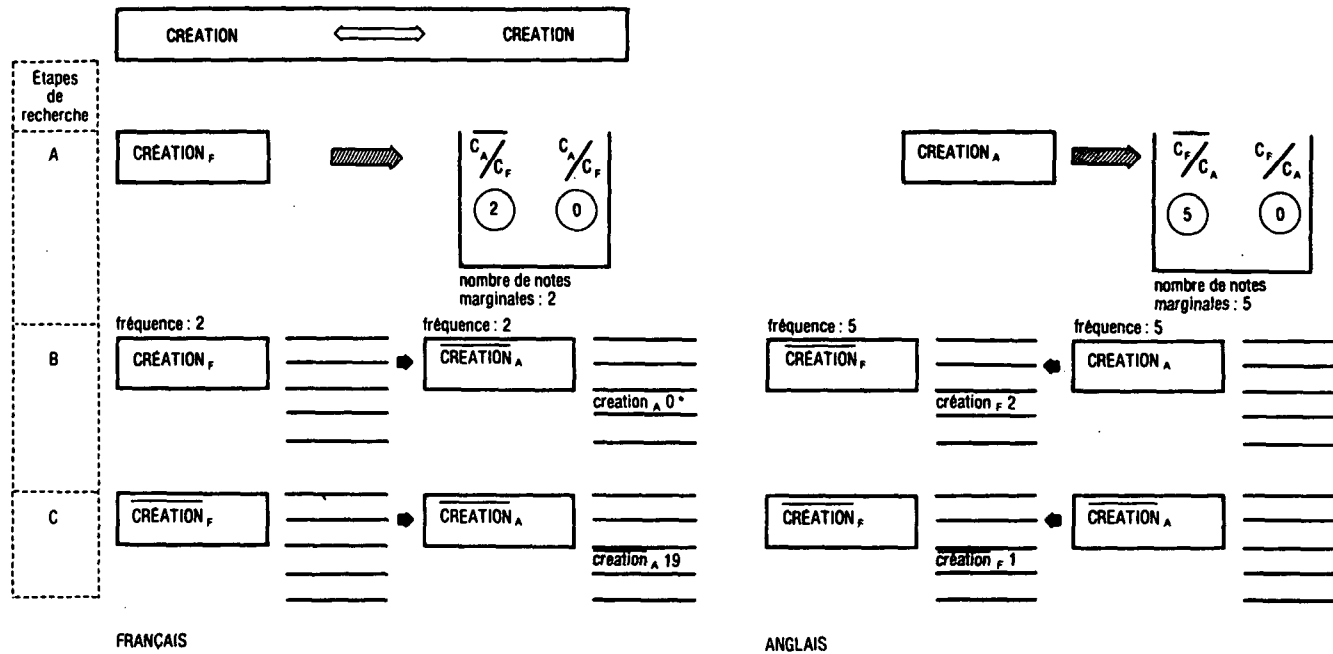 CRÉATION CREATION
Étapes
de
recherche
A
CRÉATION F
C A / C F C A / C F
2 0
nombre de notes
marginales : 2
CREATION A
C F / C A C F / C A
5 0
nombre de notes
marginales : 5
B
fréquence : 2 fréquence : 2
CRÉATION F CREATION A
creation A 0*
fréquence : 5 fréquence : 5
CRÉATION F CREATION A
création F 2
C
CRÉATION F CREATION A
creation A 19
CRÉATION F CREATION A
création F 1
FRANÇAIS ANGLAIS